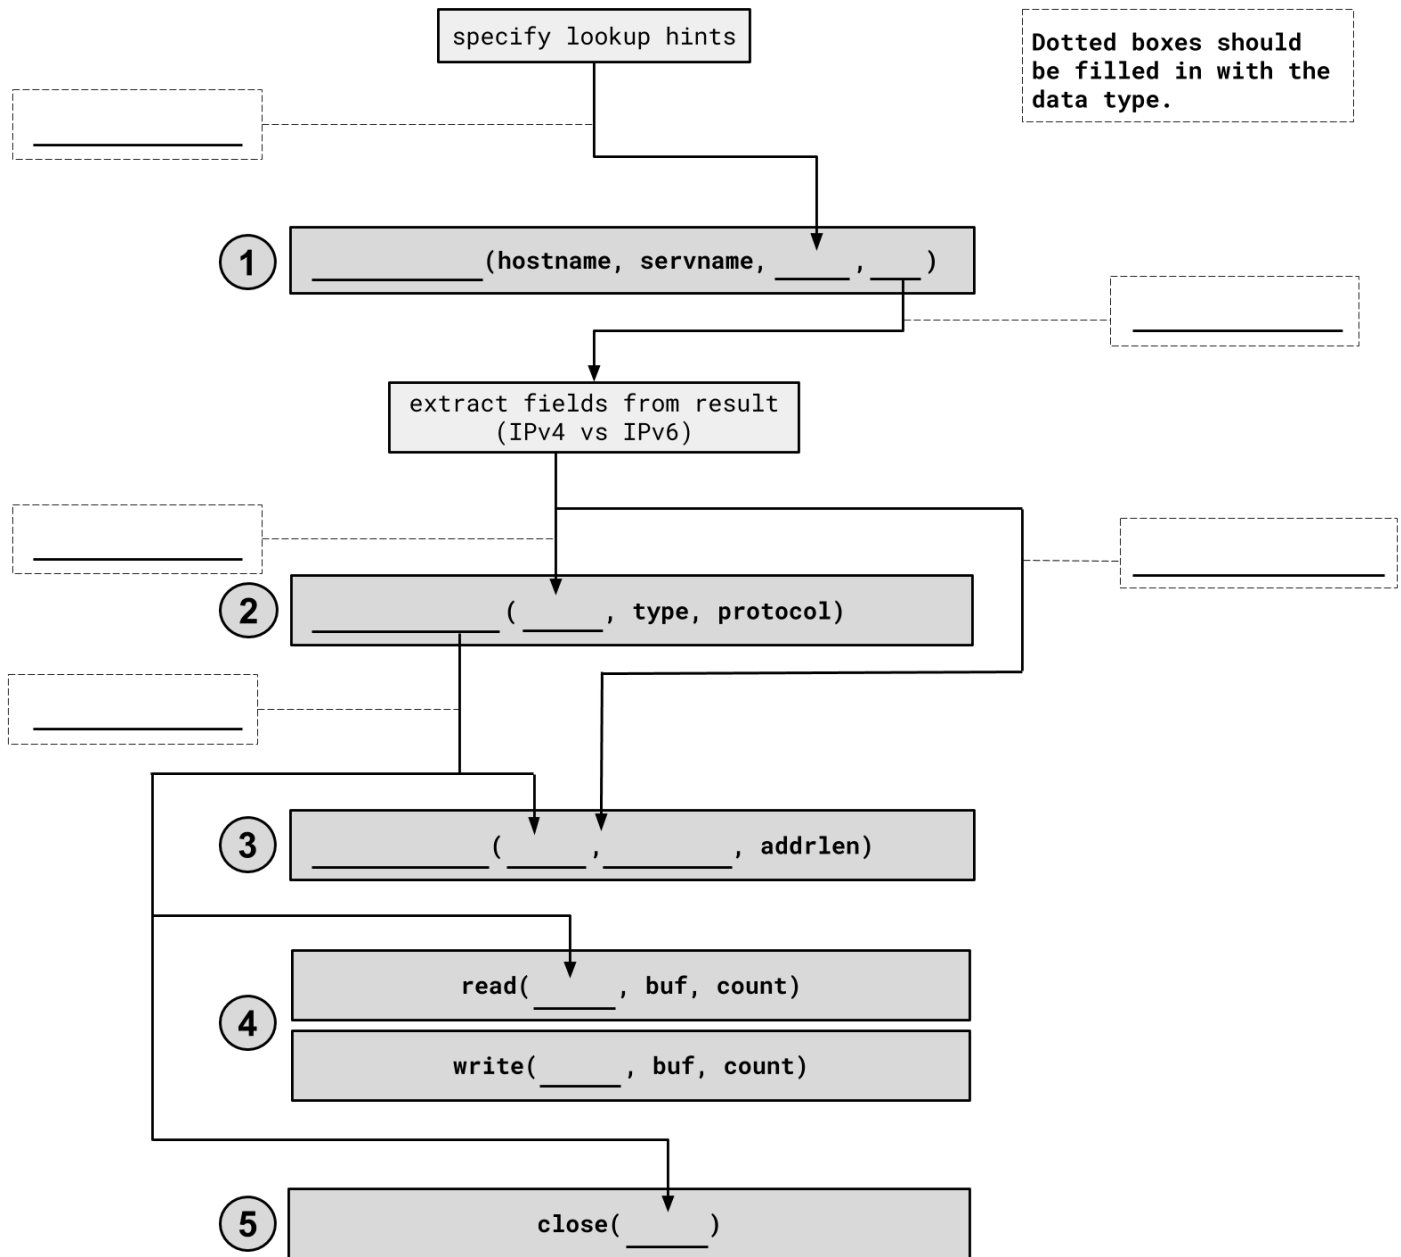 specify lookup hints
Dotted boxes should
be filled in with the
data type.
1
(hostname, servname, , )
extract fields from result
(IPv4 vs IPv6)
2
( , type, protocol)
3
( , , addrlen)
4
read( , buf, count)
write( , buf, count)
5
close( )